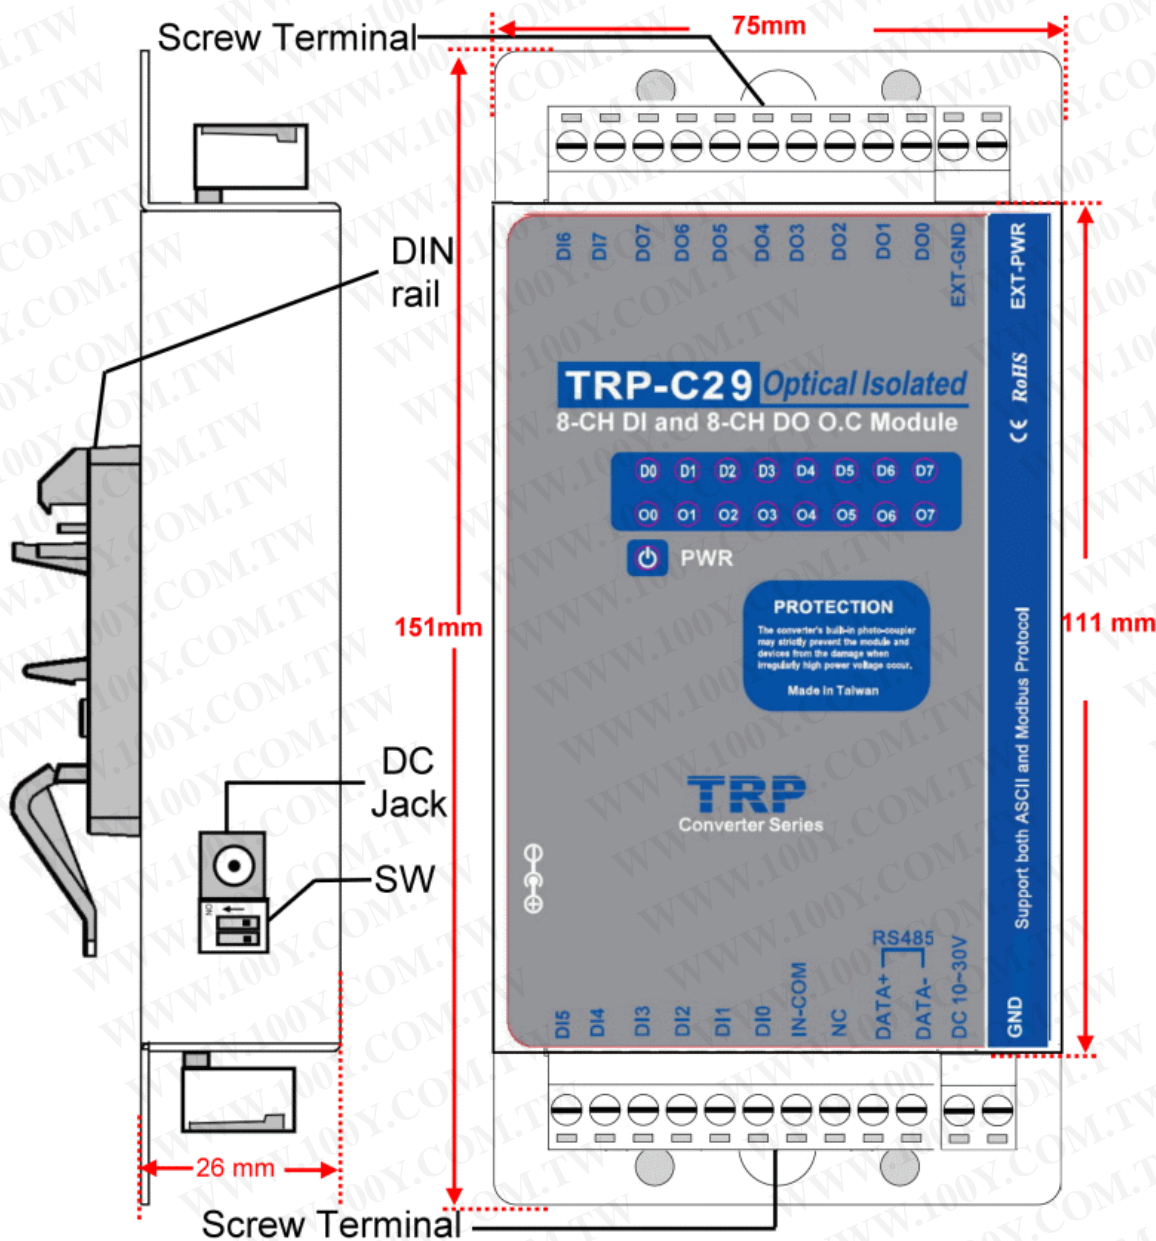 Screw Terminal
75mm
DIN
rail
DI6
DI7
DO7
DO6
DO5
DO4
DO3
DO2
DO1
DO0
EXT-GND
EXT-PWR
TRP-C29 Optical Isolated
8-CH DI and 8-CH DO O.C Module
CE RoHS
D0 D1 D2 D3 D4 D5 D6 D7
O0 O1 O2 O3 O4 O5 O6 O7
PWR
PROTECTION
The converter's built-in photo-coupler
may strictly prevent the module and
devices from the damage when
irregularly high power voltage occur.
Made In Taiwan
151mm
111 mm
Support both ASCII and Modbus Protocol
DC
Jack
TRP
Converter Series
SW
ON
RS485
DI5
DI4
DI3
DI2
DI1
DI0
IN-COM
NC
DATA+
DATA-
DC 10~30V
GND
26 mm
Screw Terminal
WWW.100Y.COM.TW